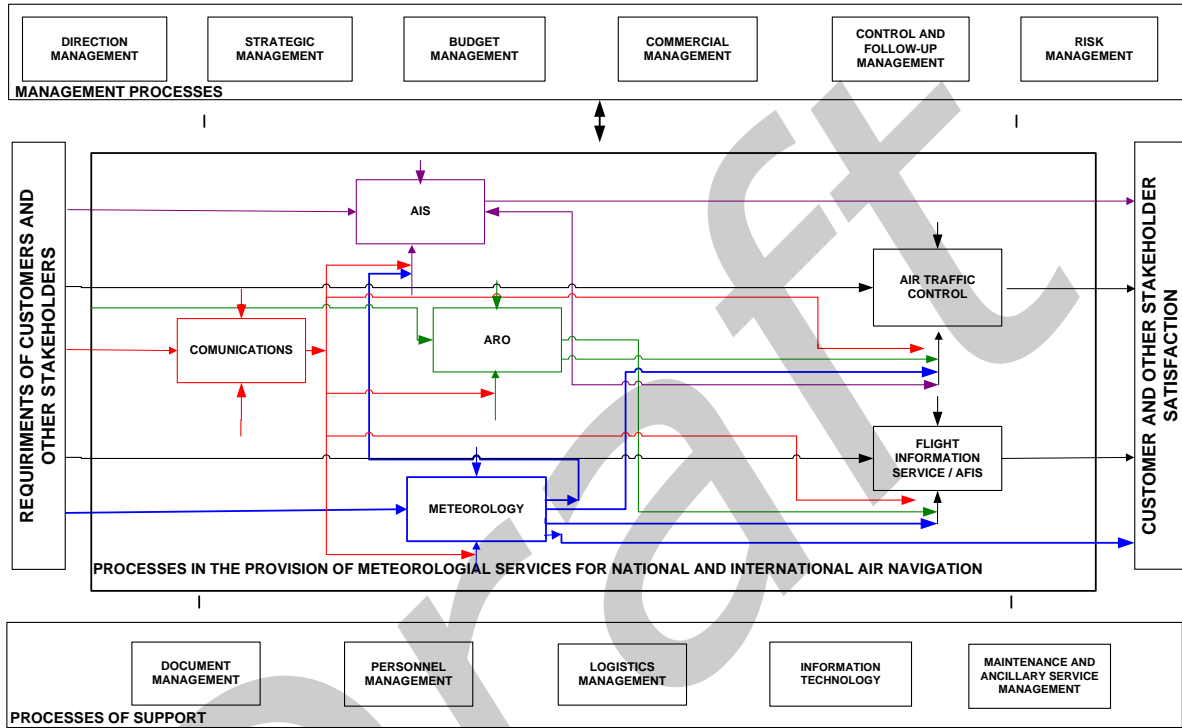 DIRECTION
MANAGEMENT
STRATEGIC
MANAGEMENT
BUDGET
MANAGEMENT
COMMERCIAL
MANAGEMENT
CONTROL AND
FOLLOW-UP
MANAGEMENT
RISK
MANAGEMENT
MANAGEMENT PROCESSES
REQUIRIMENTS OF CUSTOMERS AND
OTHER STAKEHOLDERS
AIS
AIR TRAFFIC
CONTROL
COMUNICATIONS
ARO
FLIGHT
INFORMATION
SERVICE / AFIS
METEOROLOGY
PROCESSES IN THE PROVISION OF METEOROLOGIAL SERVICES FOR NATIONAL AND INTERNATIONAL AIR NAVIGATION
CUSTOMER AND OTHER STAKEHOLDER
SATISFACTION
DOCUMENT
MANAGEMENT
PERSONNEL
MANAGEMENT
LOGISTICS
MANAGEMENT
INFORMATION
TECHNOLOGY
MAINTENANCE AND
ANCILLARY SERVICE
MANAGEMENT
PROCESSES OF SUPPORT
Draft